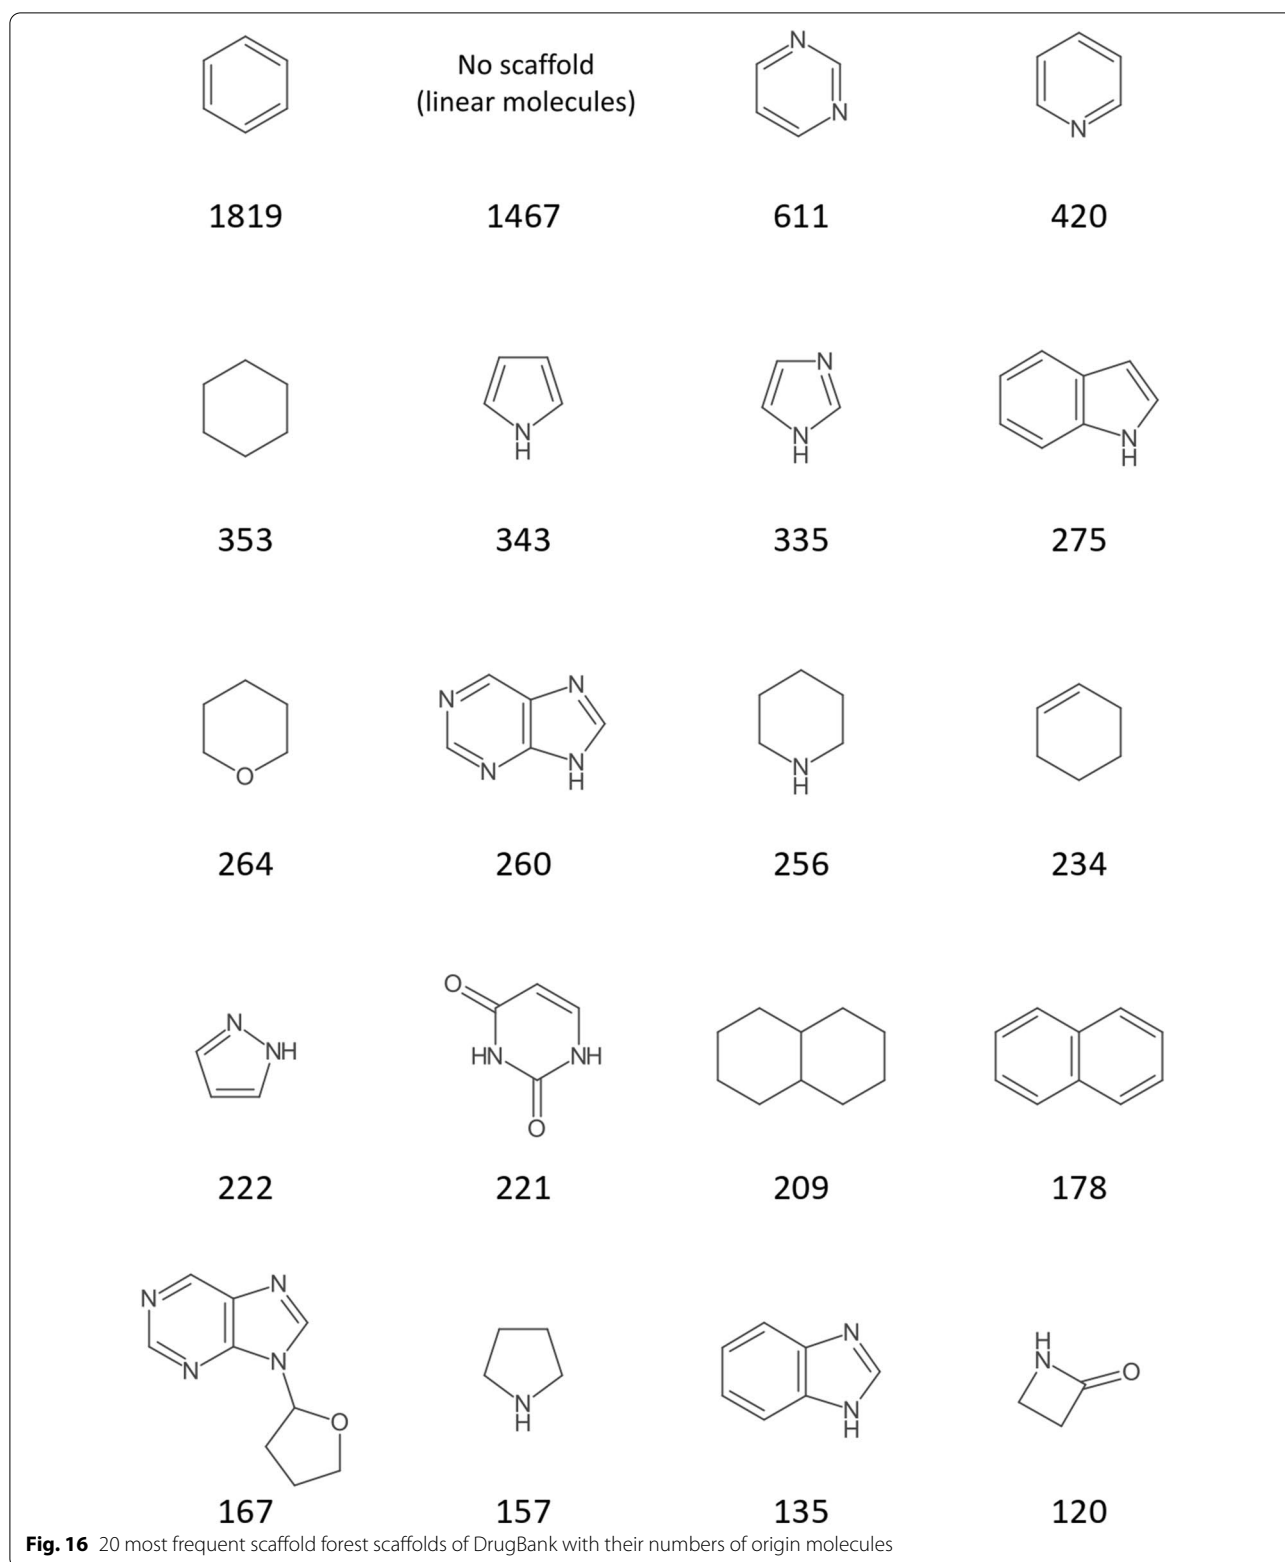 No scaffold
(linear molecules)
N
N
N
1819 1467 611 420
N
H
N
N
H
N
H
353 343 335 275
O
N
N
N
N
H
N
H
264 260 256 234
N
NH
O
HN
NH
O
222 221 209 178
N
N
N
N
O
N
H
N
N
H
H
N
O
167 157 135 120
Fig. 16 20 most frequent scaffold forest scaffolds of DrugBank with their numbers of origin molecules